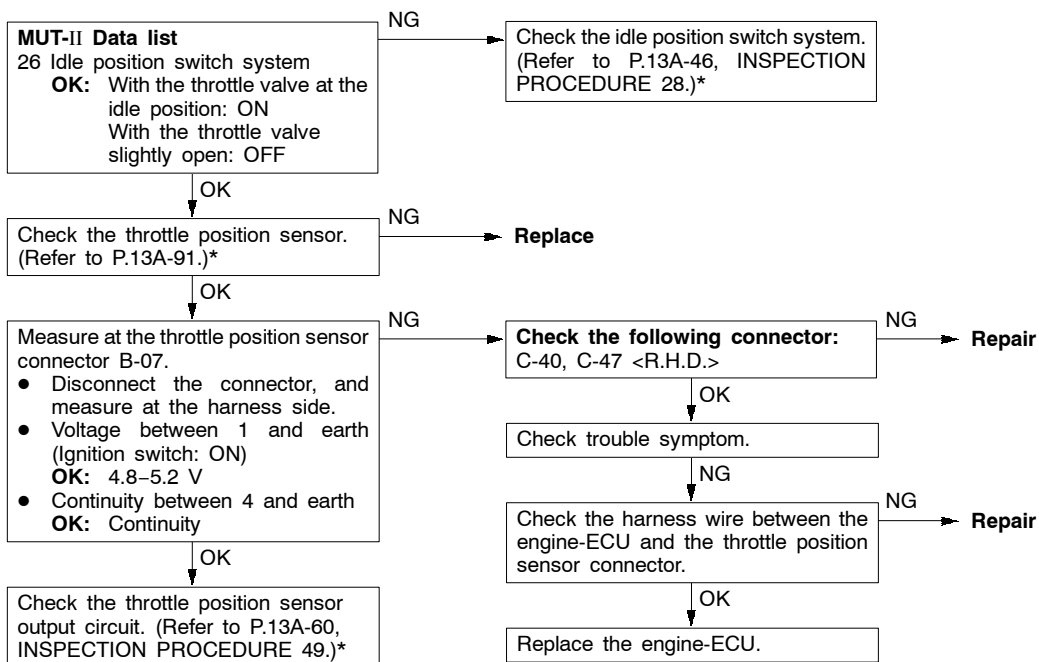 MUT-II Data list
26 Idle position switch system
OK: With the throttle valve at the
idle position: ON
With the throttle valve
slightly open: OFF
NG
Check the idle position switch system.
(Refer to P.13A-46, INSPECTION
PROCEDURE 28.)*
OK
Check the throttle position sensor.
(Refer to P.13A-91.)*
NG
Replace
OK
Measure at the throttle position sensor
connector B-07.
● Disconnect the connector, and
measure at the harness side.
● Voltage between 1 and earth
(Ignition switch: ON)
OK: 4.8–5.2 V
● Continuity between 4 and earth
OK: Continuity
NG
Check the following connector:
C-40, C-47 <R.H.D.>
NG
Repair
OK
Check trouble symptom.
NG
Check the harness wire between the
engine-ECU and the throttle position
sensor connector.
NG
Repair
OK
Replace the engine-ECU.
OK
Check the throttle position sensor
output circuit. (Refer to P.13A-60,
INSPECTION PROCEDURE 49.)*